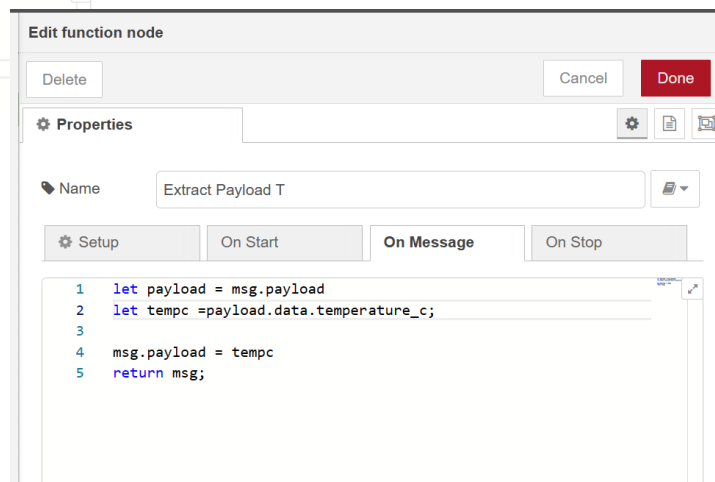 Edit function node
Delete
Cancel
Done
Properties
Name
Extract Payload T
Setup
On Start
On Message
On Stop
1 let payload = msg.payload
2 let tempc =payload.data.temperature_c;
3
4 msg.payload = tempc
5 return msg;